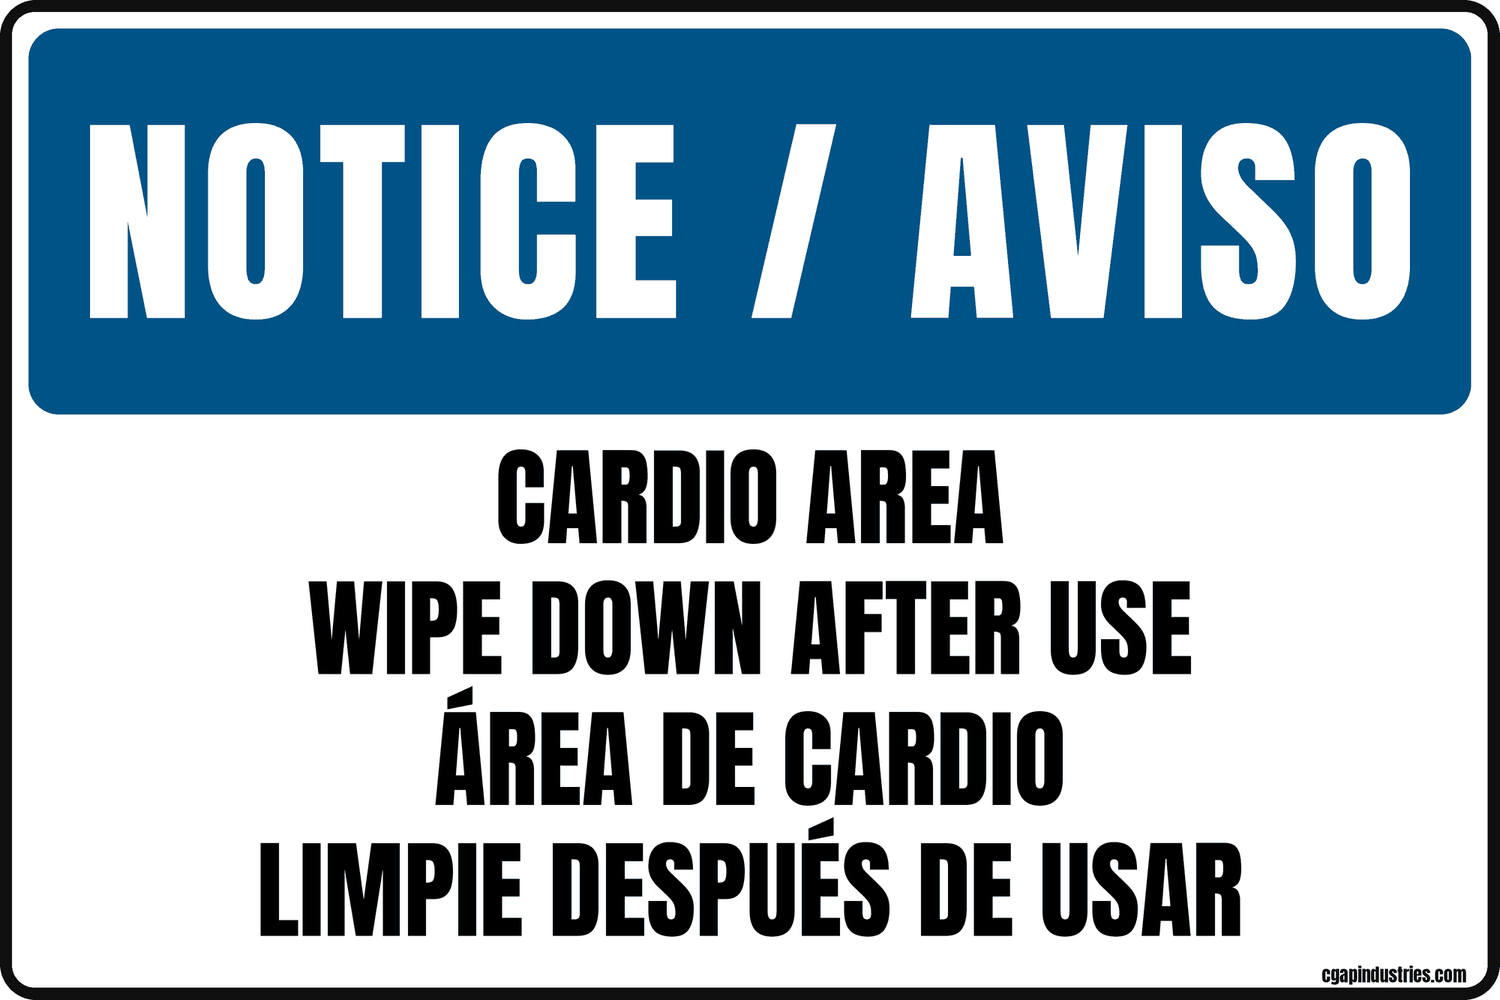 NOTICE / AVISO
CARDIO AREA
WIPE DOWN AFTER USE
ÁREA DE CARDIO
LIMPIE DESPUÉS DE USAR
cgapindustries.com